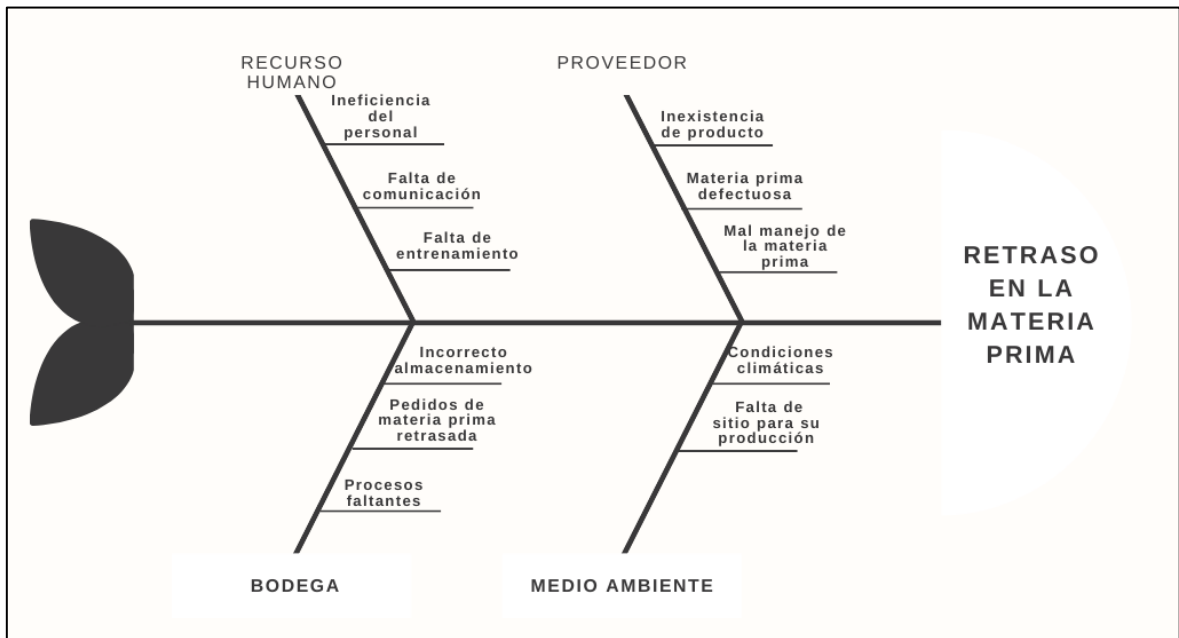 RECURSO
HUMANO
Ineficiencia
del
personal
Falta de
comunicación
Falta de
entrenamiento
PROVEEDOR
Inexistencia
de producto
Materia prima
defectuosa
Mal manejo de
la materia
prima
RETRASO
EN LA
MATERIA
PRIMA
Incorrecto
almacenamiento
Pedidos de
materia prima
retrasada
Procesos
faltantes
BODEGA
Condiciones
climáticas
Falta de
sitio para su
producción
MEDIO AMBIENTE